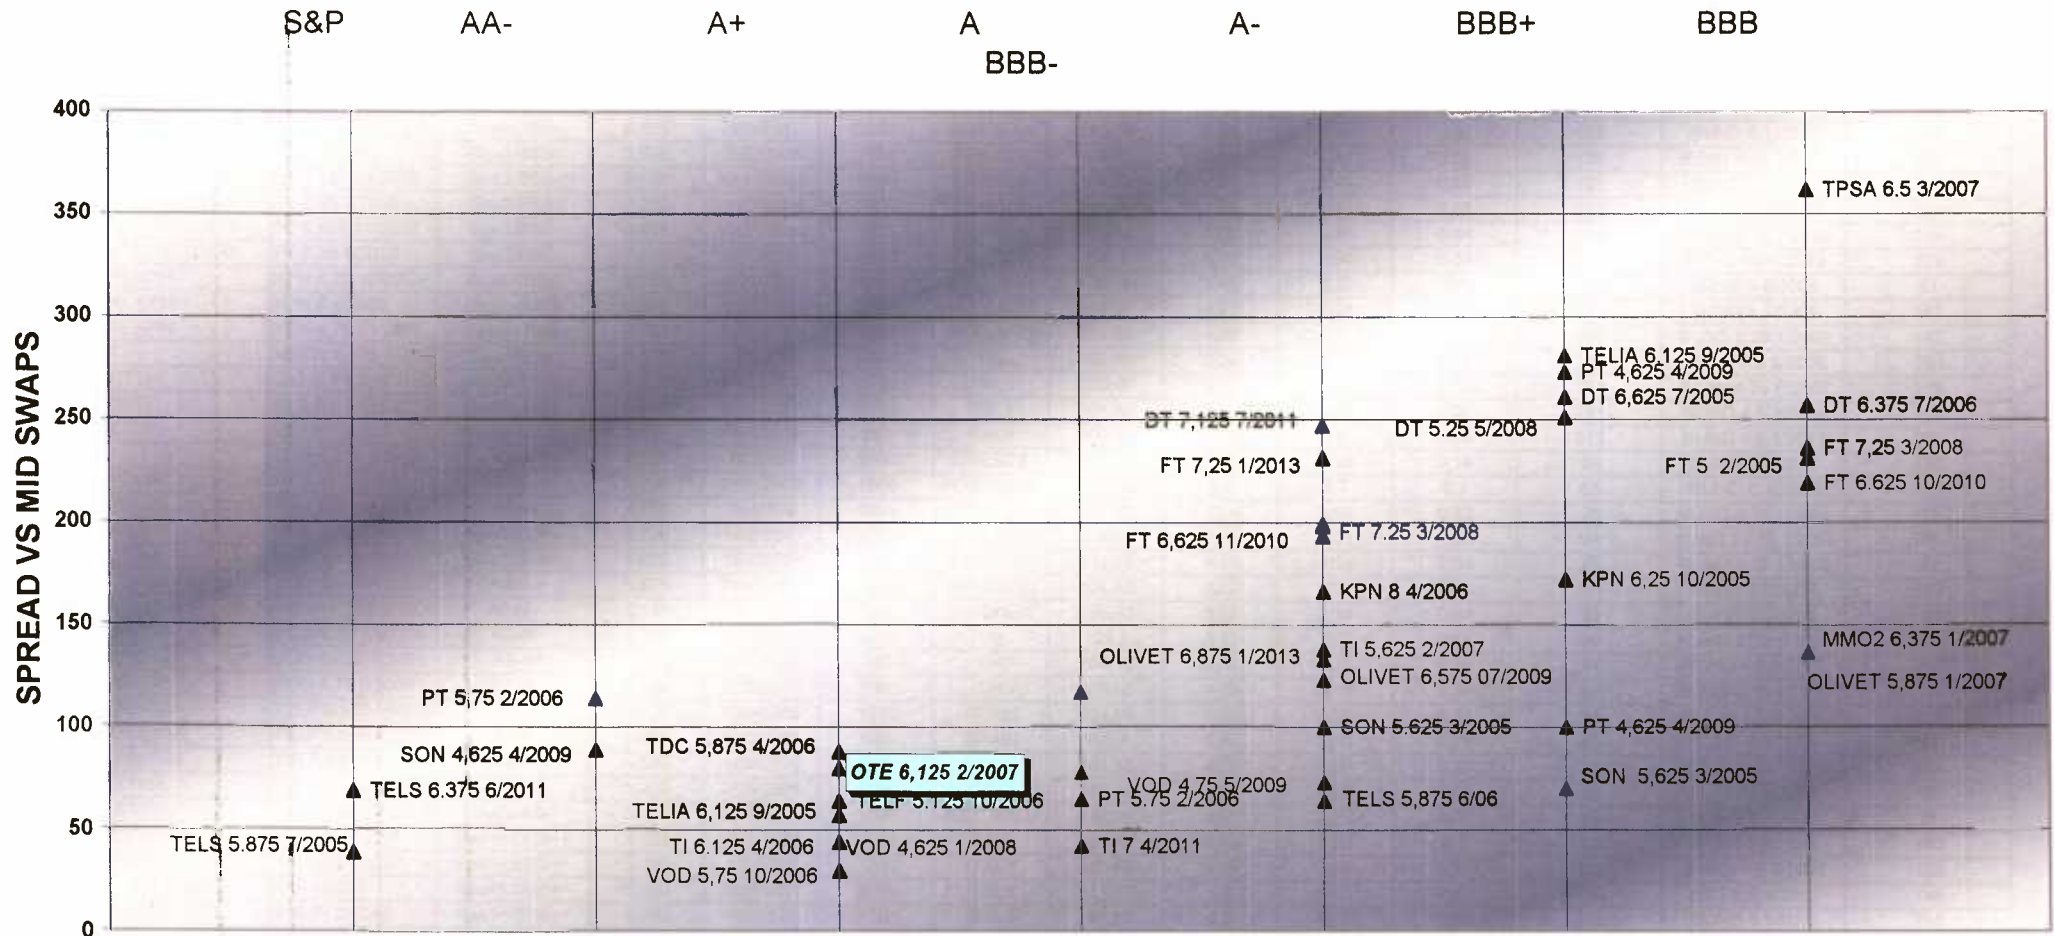 S&P AA- A+ A A- BBB+ BBB
BBB-
SPREAD VS MID SWAPS
400
350
300
250
200
150
100
50
0
TPSA 6.5 3/2007
TELIA 6,125 9/2005
PT 4,625 4/2009
DT 6,625 7/2005
DT 6.375 7/2006
DT 7,125 7/2011
DT 5.25 5/2008
FT 7,25 3/2008
FT 7,25 1/2013
FT 5 2/2005
FT 6.625 10/2010
FT 7.25 3/2008
FT 6,625 11/2010
KPN 6,25 10/2005
KPN 8 4/2006
MMO2 6,375 1/2007
TI 5,625 2/2007
OLIVET 6,875 1/2013
OLIVET 6,575 07/2009
OLIVET 5,875 1/2007
PT 5,75 2/2006
SON 5.625 3/2005
PT 4,625 4/2009
TDC 5,875 4/2006
SON 4,625 4/2009
OTE 6,125 2/2007
SON 5,625 3/2005
VOD 4.75 5/2009
TELS 6.375 6/2011
TELF 5.125 10/2006
PT 5.75 2/2006
TELS 5,875 6/06
TELIA 6,125 9/2005
TELS 5.875 7/2005
TI 6.125 4/2006
VOD 4,625 1/2008
TI 7 4/2011
VOD 5,75 10/2006